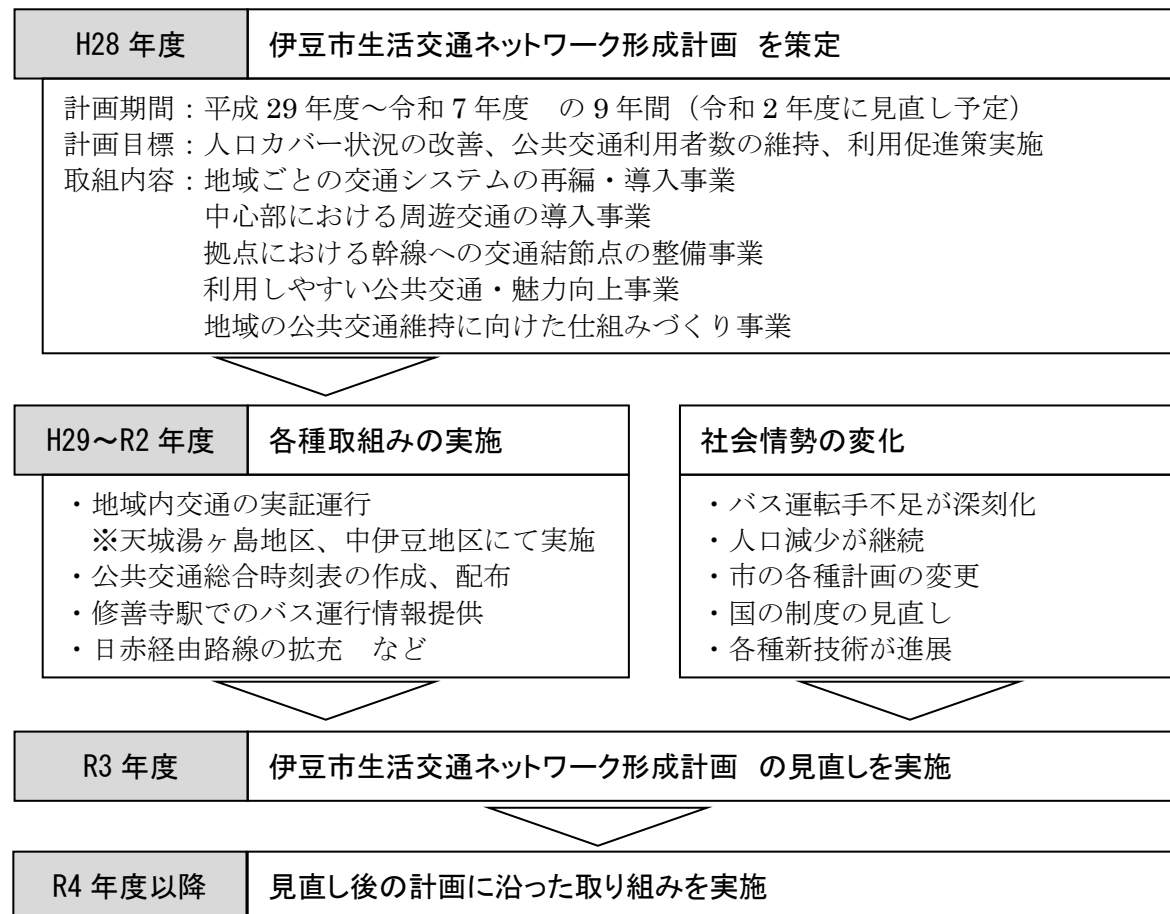 H28 年度 伊豆市生活交通ネットワーク形成計画 を策定
計画期間：平成 29 年度～令和 7 年度 の 9 年間（令和 2 年度に見直し予定）
計画目標：人口カバー状況の改善、公共交通利用者数の維持、利用促進策実施
取組内容：地域ごとの交通システムの再編・導入事業
中心部における周遊交通の導入事業
拠点における幹線への交通結節点の整備事業
利用しやすい公共交通・魅力向上事業
地域の公共交通維持に向けた仕組みづくり事業
H29～R2 年度 各種取組みの実施
・地域内交通の実証運行
※天城湯ヶ島地区、中伊豆地区にて実施
・公共交通総合時刻表の作成、配布
・修善寺駅でのバス運行情報提供
・日赤経由路線の拡充 など
社会情勢の変化
・バス運転手不足が深刻化
・人口減少が継続
・市の各種計画の変更
・国の制度の見直し
・各種新技術が進展
R3 年度 伊豆市生活交通ネットワーク形成計画 の見直しを実施
R4 年度以降 見直し後の計画に沿った取り組みを実施